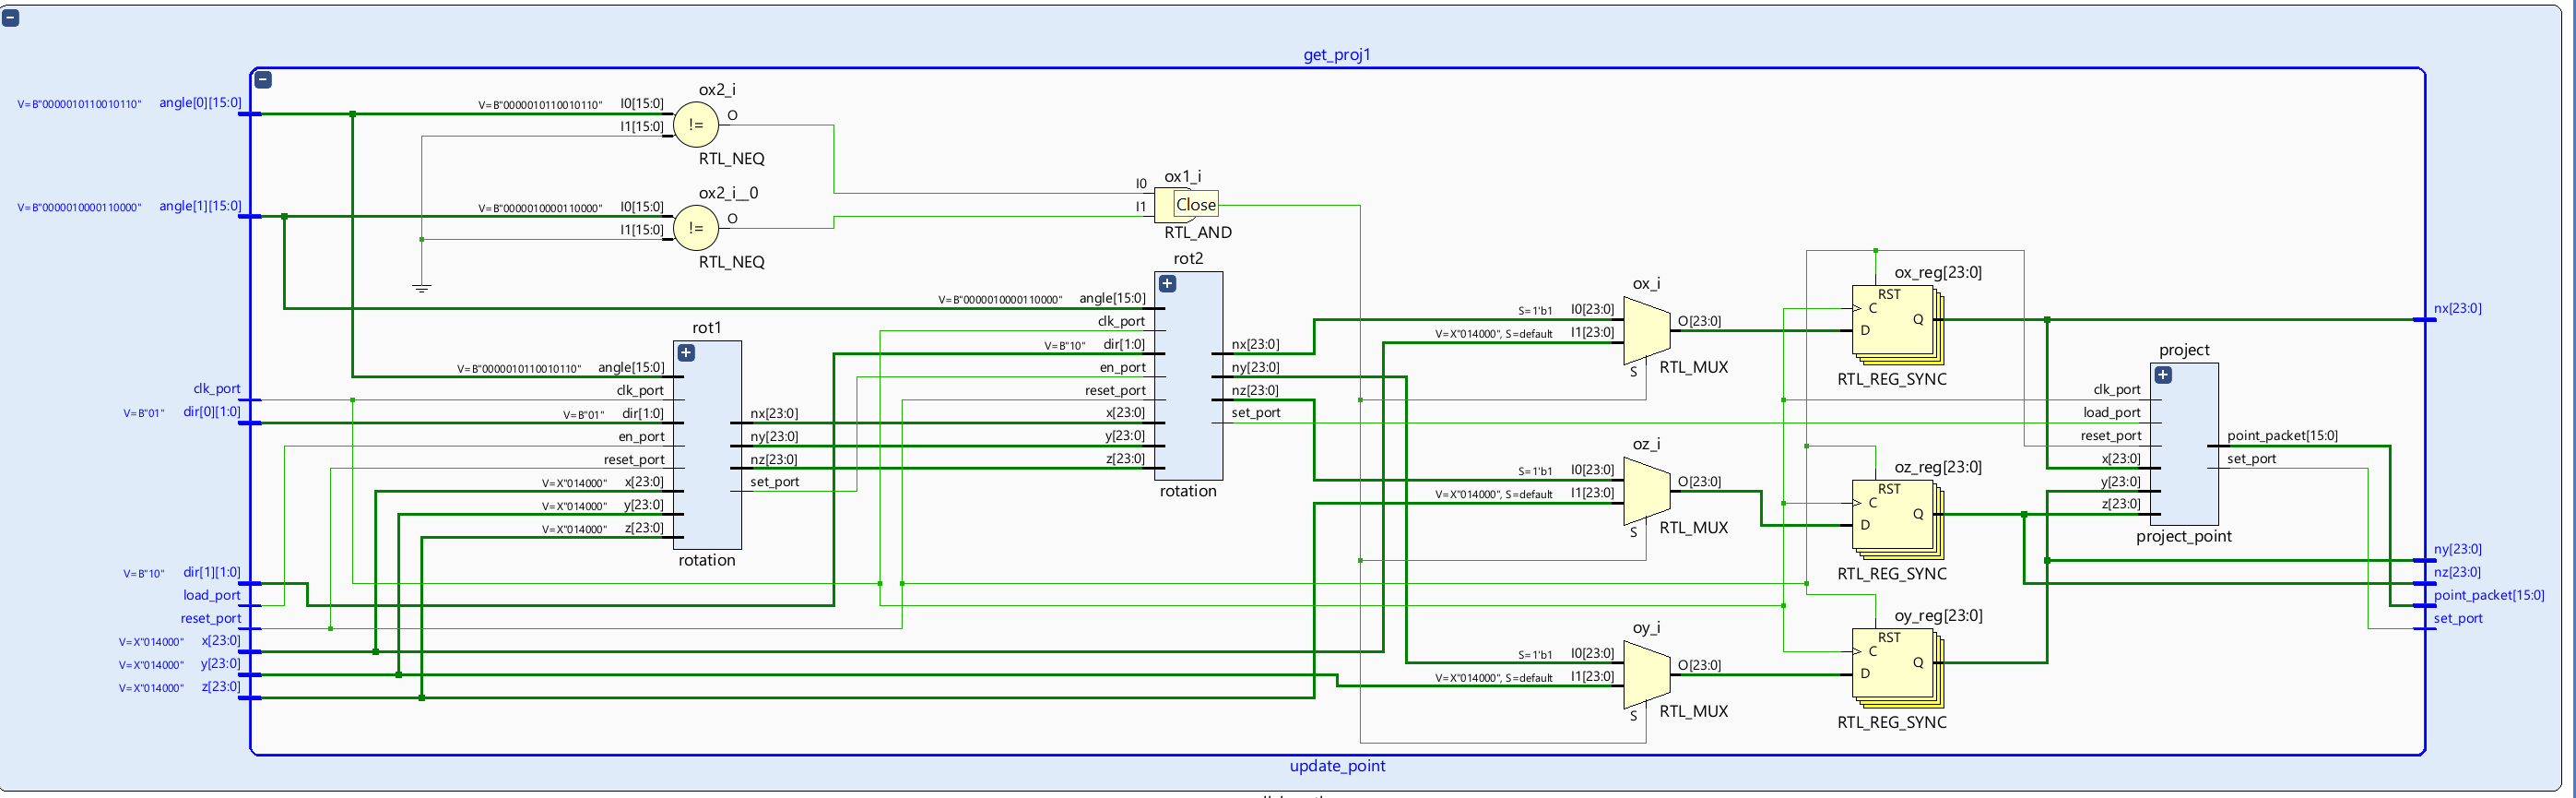 get_proj1
V=B"0000010110010110" angle[0][15:0]
V=B"0000010110010110" I0[15:0]
I1[15:0]
ox2_i
!=
O
RTL_NEQ
V=B"0000010000110000" angle[1][15:0]
V=B"0000010000110000" I0[15:0]
I1[15:0]
ox2_i__0
!=
O
RTL_NEQ
ox1_i
I0
I1
Close
RTL_AND
rot2
V=B"0000010000110000" angle[15:0]
clk_port
V=B"10" dir[1:0]
en_port
reset_port
x[23:0]
y[23:0]
z[23:0]
nx[23:0]
ny[23:0]
nz[23:0]
set_port
rotation
rot1
V=B"0000010110010110" angle[15:0]
clk_port
V=B"01" dir[1:0]
en_port
reset_port
V=X"014000" x[23:0]
V=X"014000" y[23:0]
V=X"014000" z[23:0]
nx[23:0]
ny[23:0]
nz[23:0]
set_port
rotation
clk_port
V=B"01" dir[0][1:0]
V=B"10" dir[1][1:0]
load_port
reset_port
V=X"014000" x[23:0]
V=X"014000" y[23:0]
V=X"014000" z[23:0]
ox_i
S=1'b1 I0[23:0]
V=X"014000", S=default I1[23:0]
O[23:0]
S
RTL_MUX
oz_i
S=1'b1 I0[23:0]
V=X"014000", S=default I1[23:0]
O[23:0]
S
RTL_MUX
oy_i
S=1'b1 I0[23:0]
V=X"014000", S=default I1[23:0]
O[23:0]
S
RTL_MUX
ox_reg[23:0]
RST
C
D
Q
RTL_REG_SYNC
oz_reg[23:0]
RST
C
D
Q
RTL_REG_SYNC
oy_reg[23:0]
RST
C
D
Q
RTL_REG_SYNC
project
clk_port
load_port
reset_port
x[23:0]
y[23:0]
z[23:0]
point_packet[15:0]
set_port
project_point
nx[23:0]
ny[23:0]
nz[23:0]
point_packet[15:0]
set_port
update_point